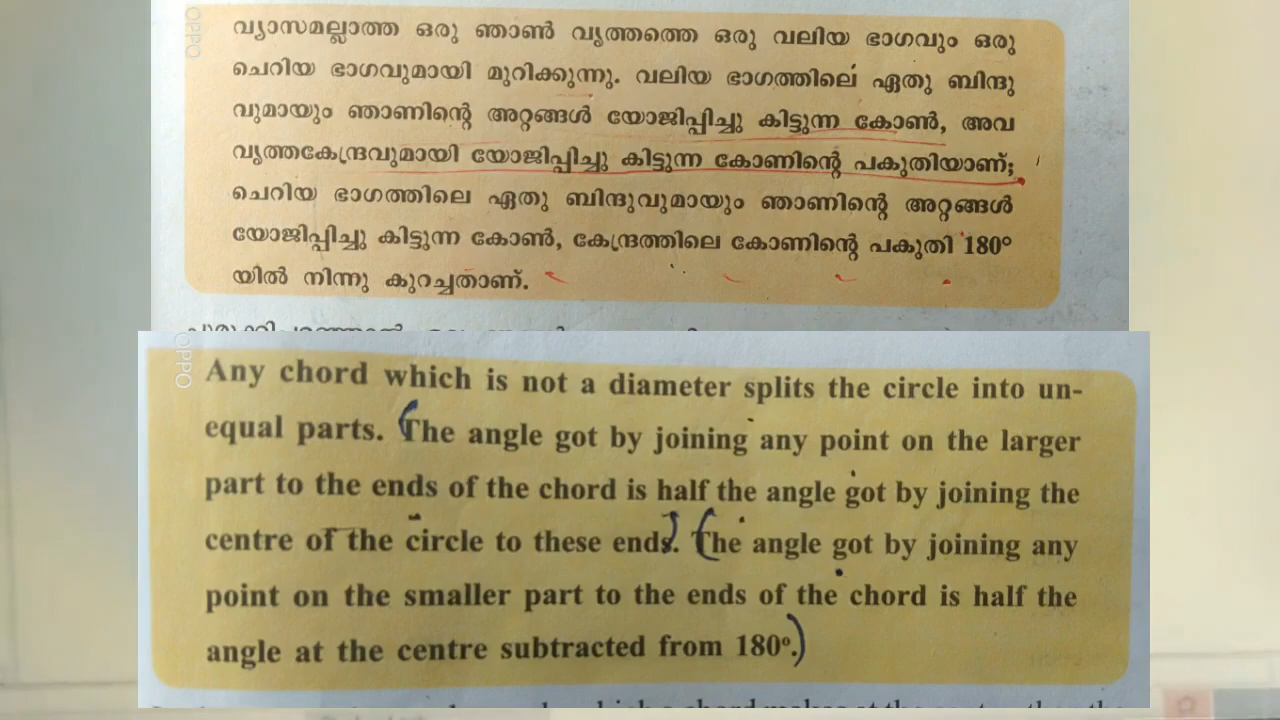 OPPO
വ്യാസമല്ലാത്ത ഒരു ഞാൺ വൃത്തത്തെ ഒരു വലിയ ഭാഗവും ഒരു
ചെറിയ ഭാഗവുമായി മുറിക്കുന്നു. വലിയ ഭാഗത്തിലെ ഏതു ബിന്ദു
വുമായും ഞാണിന്റെ അറ്റങ്ങൾ യോജിപ്പിച്ചു കിട്ടുന്ന കോൺ, അവ
വൃത്തകേന്ദ്രവുമായി യോജിപ്പിച്ചു കിട്ടുന്ന കോണിന്റെ പകുതിയാണ്;
ചെറിയ ഭാഗത്തിലെ ഏതു ബിന്ദുവുമായും ഞാണിന്റെ അറ്റങ്ങൾ
യോജിപ്പിച്ചു കിട്ടുന്ന കോൺ, കേന്ദ്രത്തിലെ കോണിന്റെ പകുതി 180°
യിൽ നിന്നു കുറച്ചതാണ്.
OPPO
Any chord which is not a diameter splits the circle into un-
equal parts. (The angle got by joining any point on the larger
part to the ends of the chord is half the angle got by joining the
centre of the circle to these ends.) (The angle got by joining any
point on the smaller part to the ends of the chord is half the
angle at the centre subtracted from 180°.)